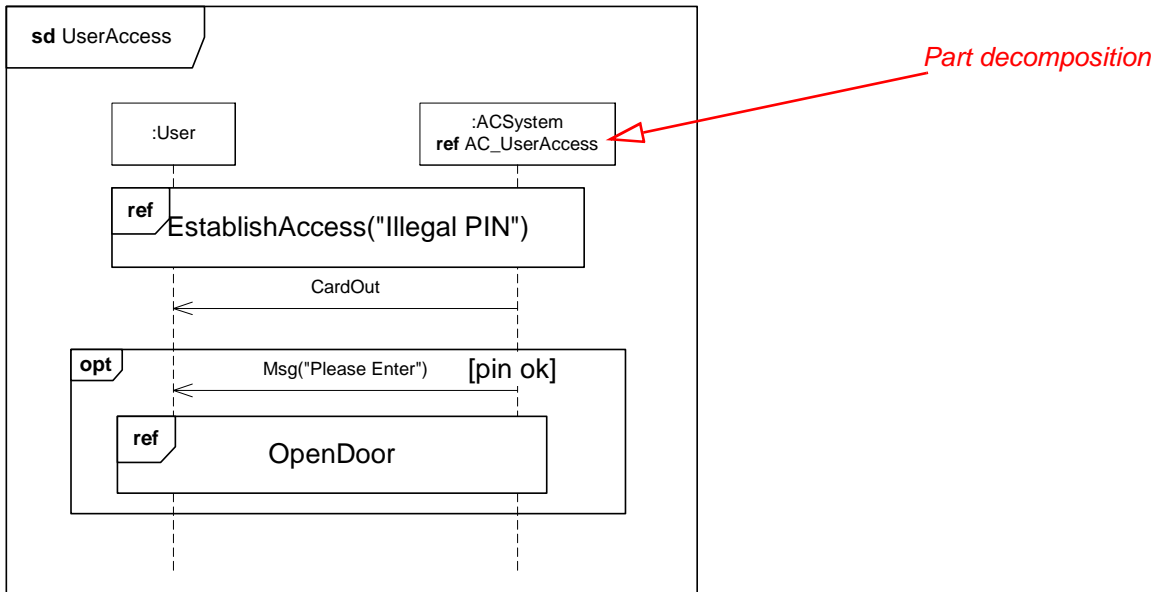 sd UserAccess
Part decomposition
:User
:ACSystem
ref AC_UserAccess
ref
EstablishAccess("Illegal PIN")
CardOut
opt
Msg("Please Enter")
[pin ok]
ref
OpenDoor